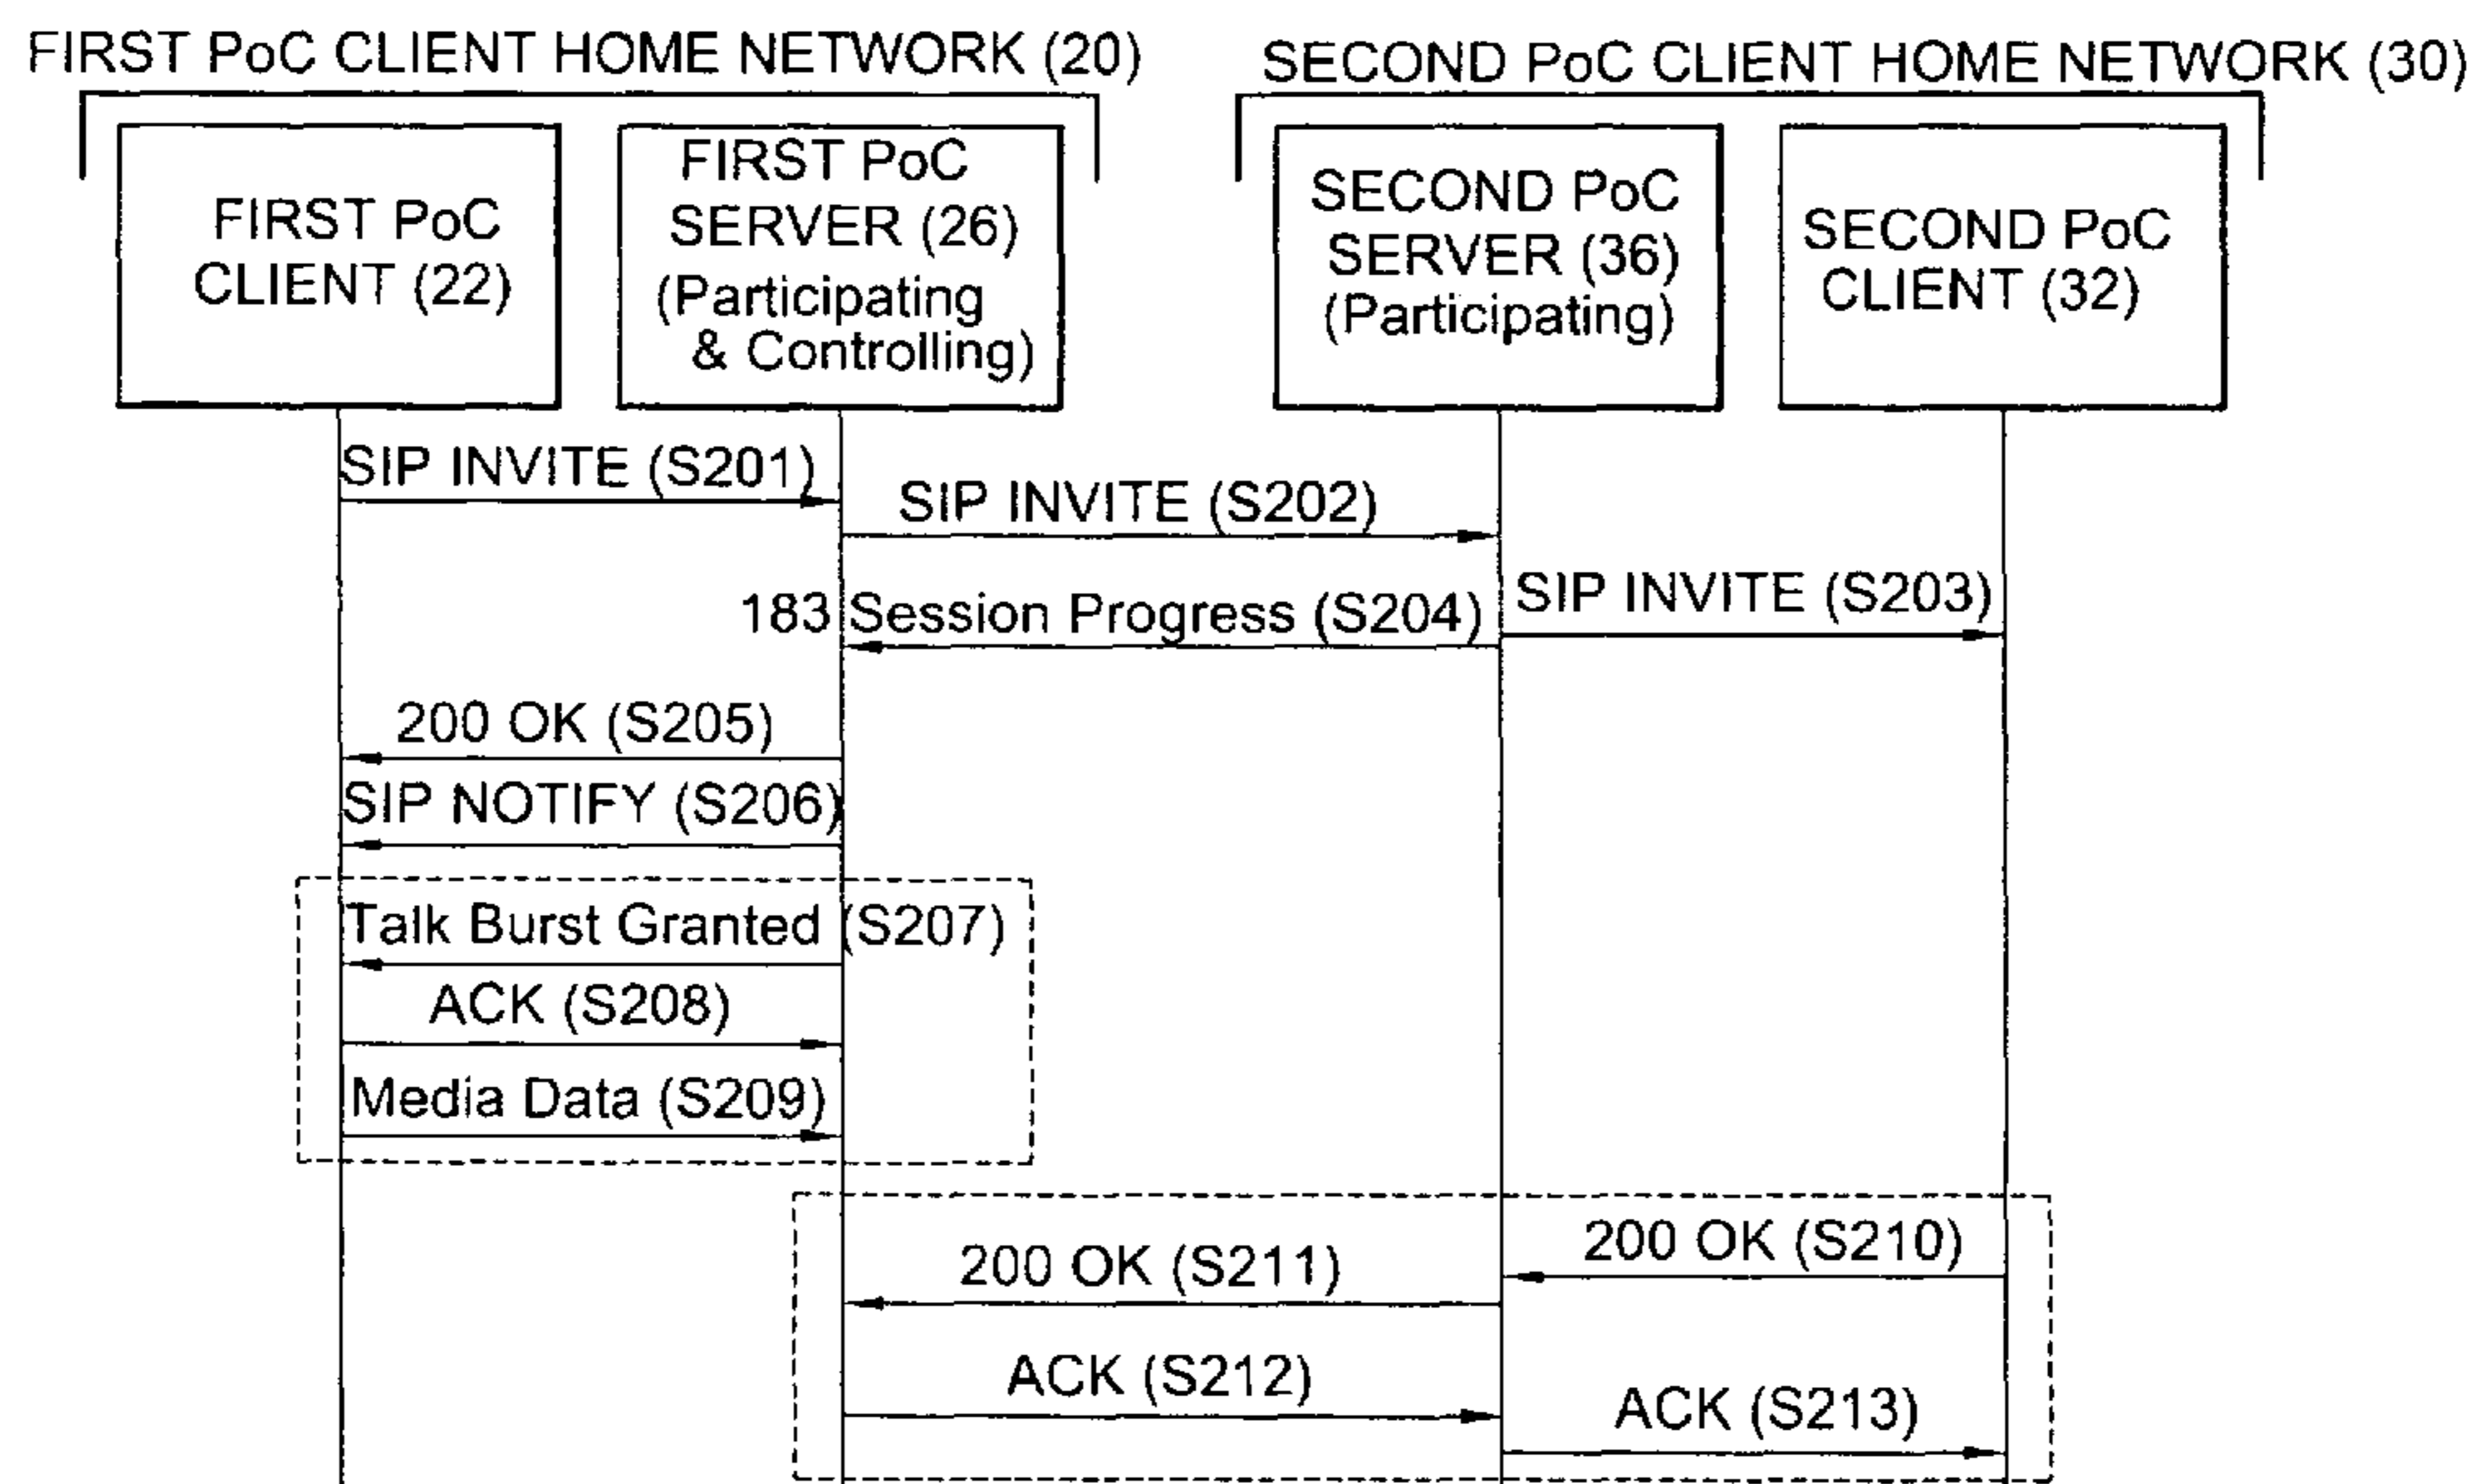 FIRST PoC CLIENT HOME NETWORK (20)
SECOND PoC CLIENT HOME NETWORK (30)
FIRST PoC
CLIENT (22)
FIRST PoC
SERVER (26)
(Participating
& Controlling)
SECOND PoC
SERVER (36)
(Participating)
SECOND PoC
CLIENT (32)
SIP INVITE (S201)
SIP INVITE (S202)
SIP INVITE (S203)
183 Session Progress (S204)
200 OK (S205)
SIP NOTIFY (S206)
Talk Burst Granted (S207)
ACK (S208)
Media Data (S209)
200 OK (S210)
200 OK (S211)
ACK (S212)
ACK (S213)